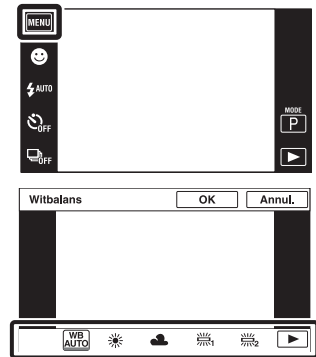 MENU
AUTO
OFF
OFF
MODE
P
Witbalans OK Annul.
WB
AUTO
1
2